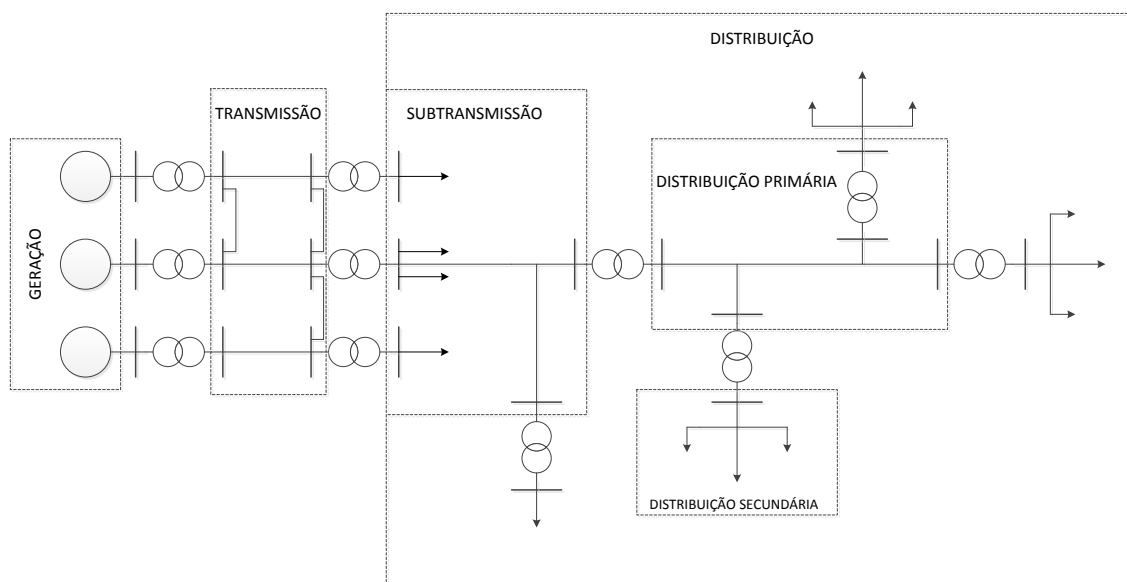 DISTRIBUIÇÃO
TRANSMISSÃO
SUBTRANSMISSÃO
GERAÇÃO
DISTRIBUIÇÃO PRIMÁRIA
DISTRIBUIÇÃO SECUNDÁRIA